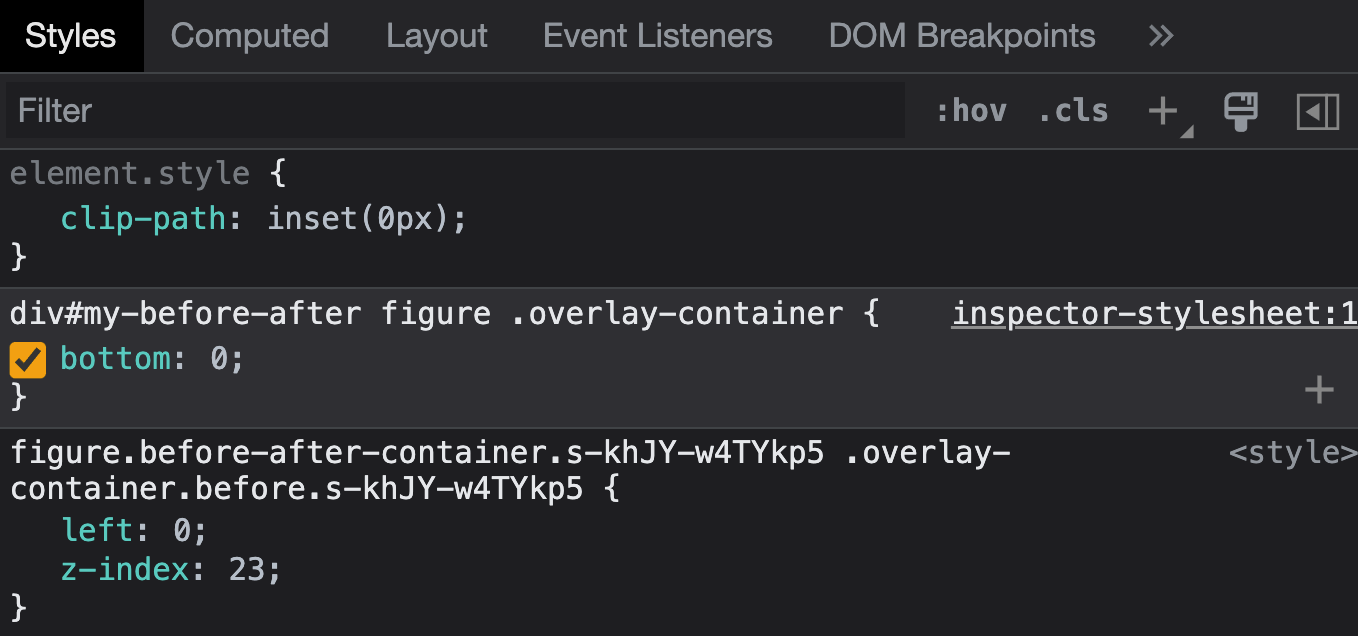 Styles Computed Layout Event Listeners DOM Breakpoints »
Filter :hov .cls +
element.style {
clip-path: inset(0px);
}
div#my-before-after figure .overlay-container { inspector-stylesheet:1
bottom: 0;
}
+
figure.before-after-container.s-khJY-w4TYkp5 .overlay- <style>
container.before.s-khJY-w4TYkp5 {
left: 0;
z-index: 23;
}